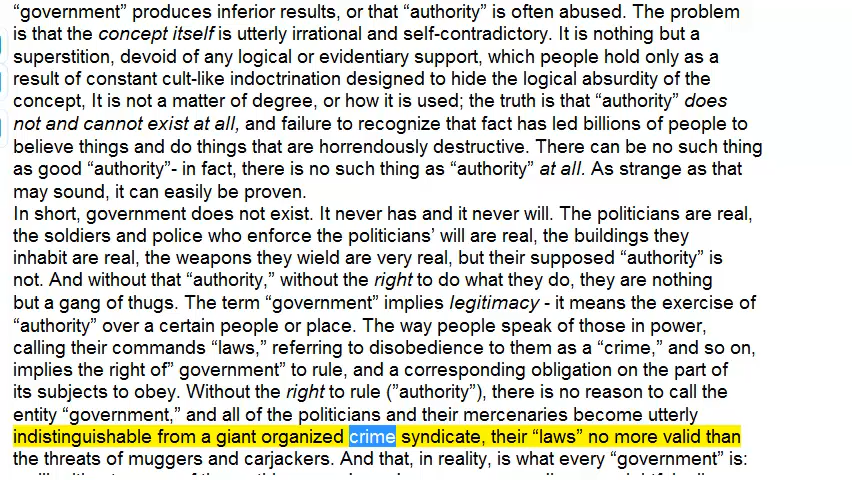 “government” produces inferior results, or that “authority” is often abused. The problem
is that the concept itself is utterly irrational and self-contradictory. It is nothing but a
superstition, devoid of any logical or evidentiary support, which people hold only as a
result of constant cult-like indoctrination designed to hide the logical absurdity of the
concept, It is not a matter of degree, or how it is used; the truth is that “authority” does
not and cannot exist at all, and failure to recognize that fact has led billions of people to
believe things and do things that are horrendously destructive. There can be no such thing
as good “authority”- in fact, there is no such thing as “authority” at all. As strange as that
may sound, it can easily be proven.
In short, government does not exist. It never has and it never will. The politicians are real,
the soldiers and police who enforce the politicians’ will are real, the buildings they
inhabit are real, the weapons they wield are very real, but their supposed “authority” is
not. And without that “authority,” without the right to do what they do, they are nothing
but a gang of thugs. The term “government” implies legitimacy - it means the exercise of
“authority” over a certain people or place. The way people speak of those in power,
calling their commands “laws,” referring to disobedience to them as a “crime,” and so on,
implies the right of” government” to rule, and a corresponding obligation on the part of
its subjects to obey. Without the right to rule (”authority”), there is no reason to call the
entity “government,” and all of the politicians and their mercenaries become utterly
indistinguishable from a giant organized crime syndicate, their “laws” no more valid than
the threats of muggers and carjackers. And that, in reality, is what every “government” is: